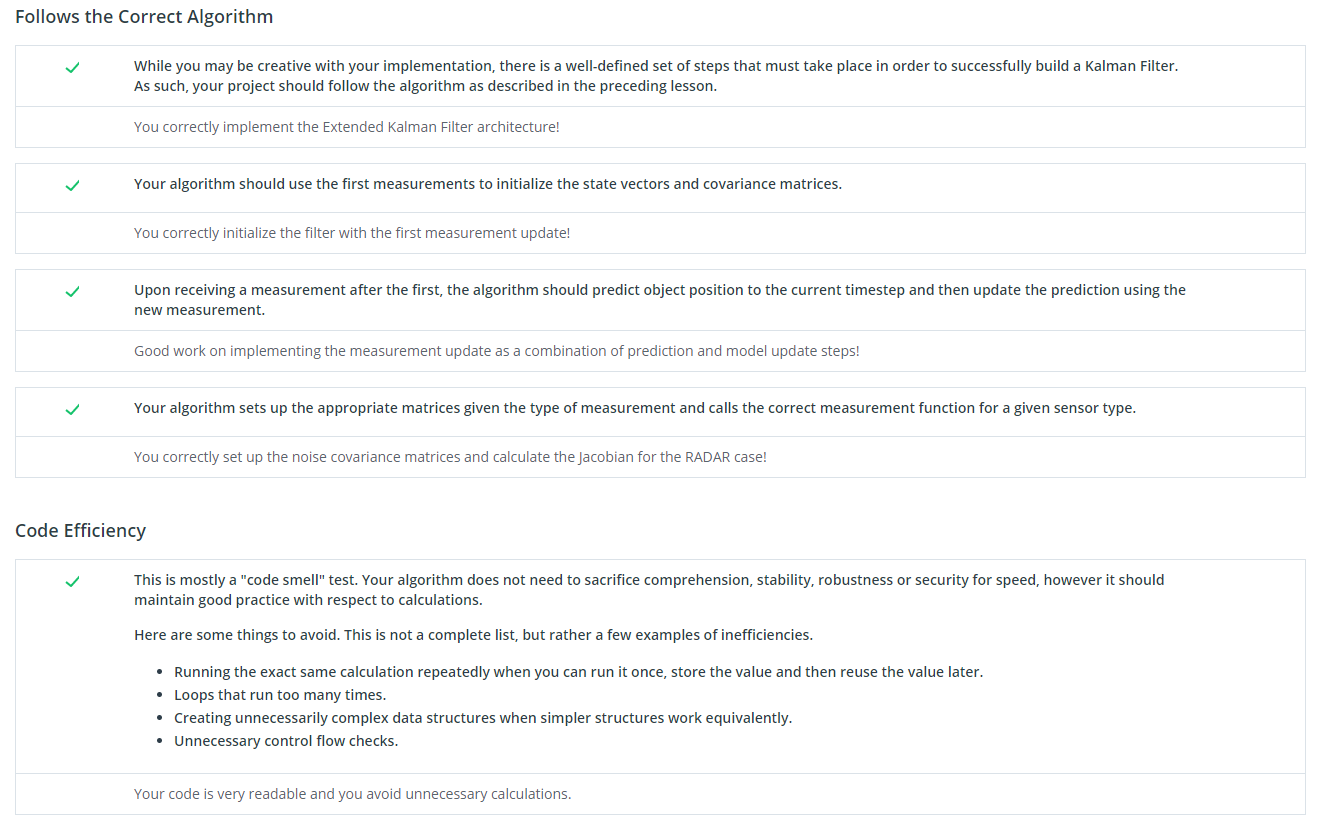 Follows the Correct Algorithm
While you may be creative with your implementation, there is a well-defined set of steps that must take place in order to successfully build a Kalman Filter.
As such, your project should follow the algorithm as described in the preceding lesson.
You correctly implement the Extended Kalman Filter architecture!
Your algorithm should use the first measurements to initialize the state vectors and covariance matrices.
You correctly initialize the filter with the first measurement update!
Upon receiving a measurement after the first, the algorithm should predict object position to the current timestep and then update the prediction using the
new measurement.
Good work on implementing the measurement update as a combination of prediction and model update steps!
Your algorithm sets up the appropriate matrices given the type of measurement and calls the correct measurement function for a given sensor type.
You correctly set up the noise covariance matrices and calculate the Jacobian for the RADAR case!
Code Efficiency
This is mostly a "code smell" test. Your algorithm does not need to sacrifice comprehension, stability, robustness or security for speed, however it should
maintain good practice with respect to calculations.
Here are some things to avoid. This is not a complete list, but rather a few examples of inefficiencies.
• Running the exact same calculation repeatedly when you can run it once, store the value and then reuse the value later.
• Loops that run too many times.
• Creating unnecessarily complex data structures when simpler structures work equivalently.
• Unnecessary control flow checks.
Your code is very readable and you avoid unnecessary calculations.